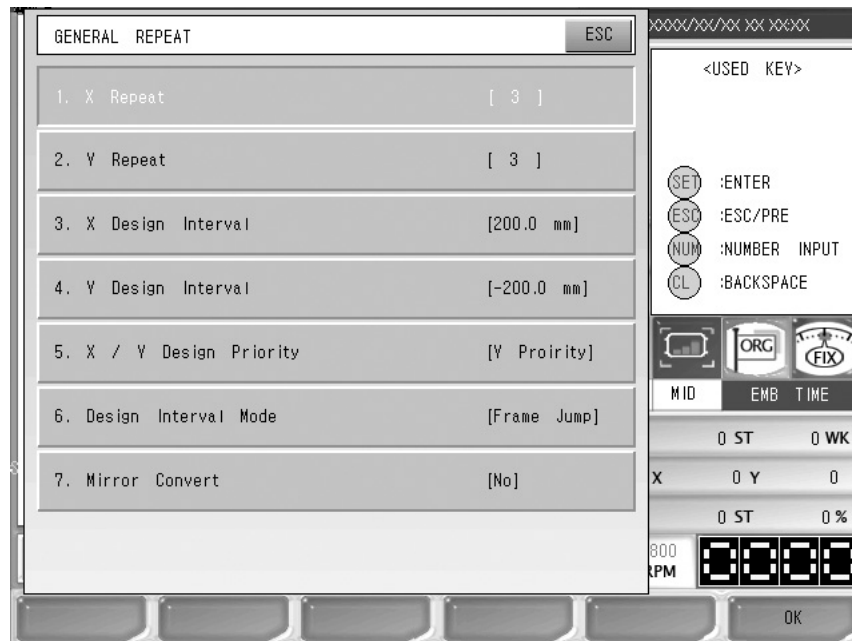 GENERAL REPEAT
ESC
XXXX/XX/XX XX XX:XX
1. X Repeat [ 3 ]
2. Y Repeat [ 3 ]
3. X Design Interval [200.0 mm]
4. Y Design Interval [-200.0 mm]
5. X / Y Design Priority [Y Proirity]
6. Design Interval Mode [Frame Jump]
7. Mirror Convert [No]
<USED KEY>
SET :ENTER
ESC :ESC/PRE
NUM :NUMBER INPUT
CL :BACKSPACE
ORG
FIX
MID
EMB TIME
0 ST 0 WK
X 0 Y 0
0 ST 0 %
800
RPM
OK